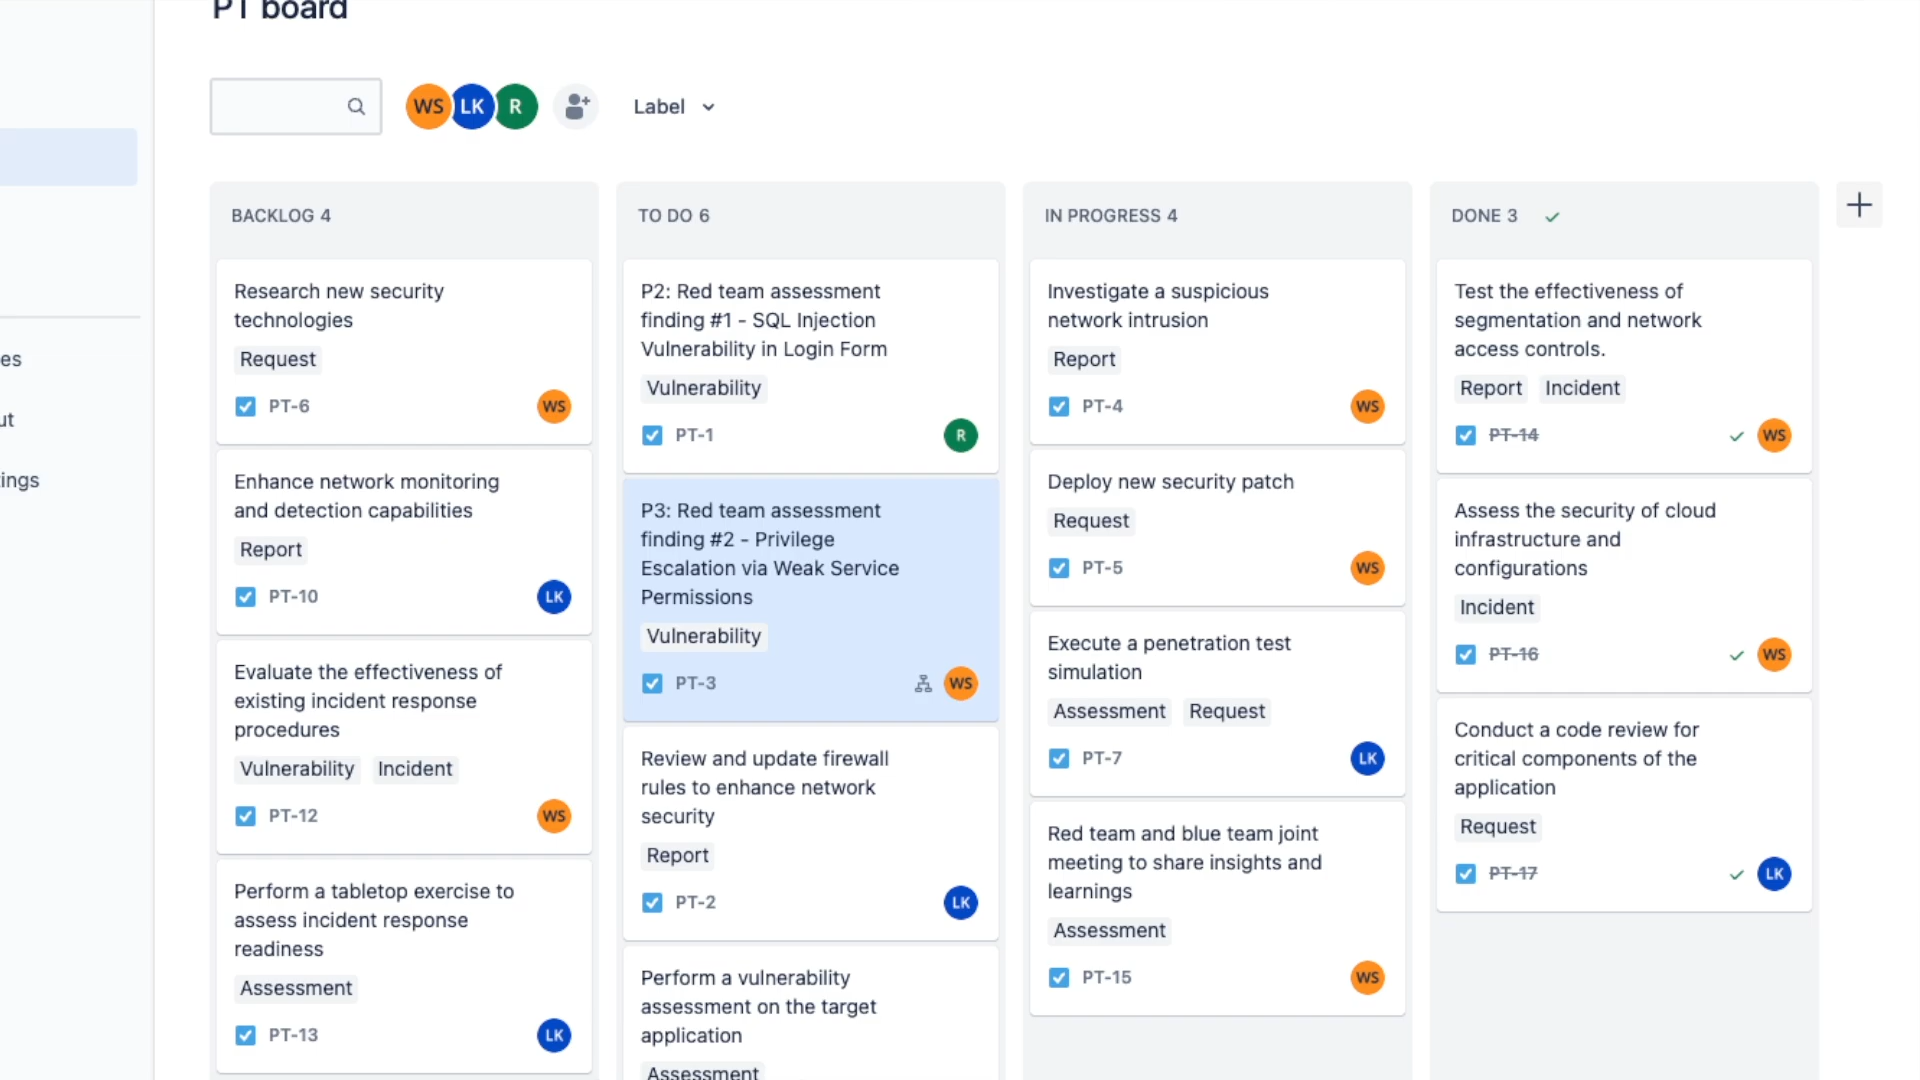 PT board
WS LK R Label
es
ut
ings
BACKLOG 4
Research new security
technologies
Request
PT-6 WS
Enhance network monitoring
and detection capabilities
Report
PT-10 LK
Evaluate the effectiveness of
existing incident response
procedures
Vulnerability Incident
PT-12 WS
Perform a tabletop exercise to
assess incident response
readiness
Assessment
PT-13 LK
TO DO 6
P2: Red team assessment
finding #1 - SQL Injection
Vulnerability in Login Form
Vulnerability
PT-1 R
P3: Red team assessment
finding #2 - Privilege
Escalation via Weak Service
Permissions
Vulnerability
PT-3 WS
Review and update firewall
rules to enhance network
security
Report
PT-2 LK
Perform a vulnerability
assessment on the target
application
Assessment
IN PROGRESS 4
Investigate a suspicious
network intrusion
Report
PT-4 WS
Deploy new security patch
Request
PT-5 WS
Execute a penetration test
simulation
Assessment Request
PT-7 LK
Red team and blue team joint
meeting to share insights and
learnings
Assessment
PT-15 WS
DONE 3
Test the effectiveness of
segmentation and network
access controls.
Report Incident
PT-14 WS
Assess the security of cloud
infrastructure and
configurations
Incident
PT-16 WS
Conduct a code review for
critical components of the
application
Request
PT-17 LK